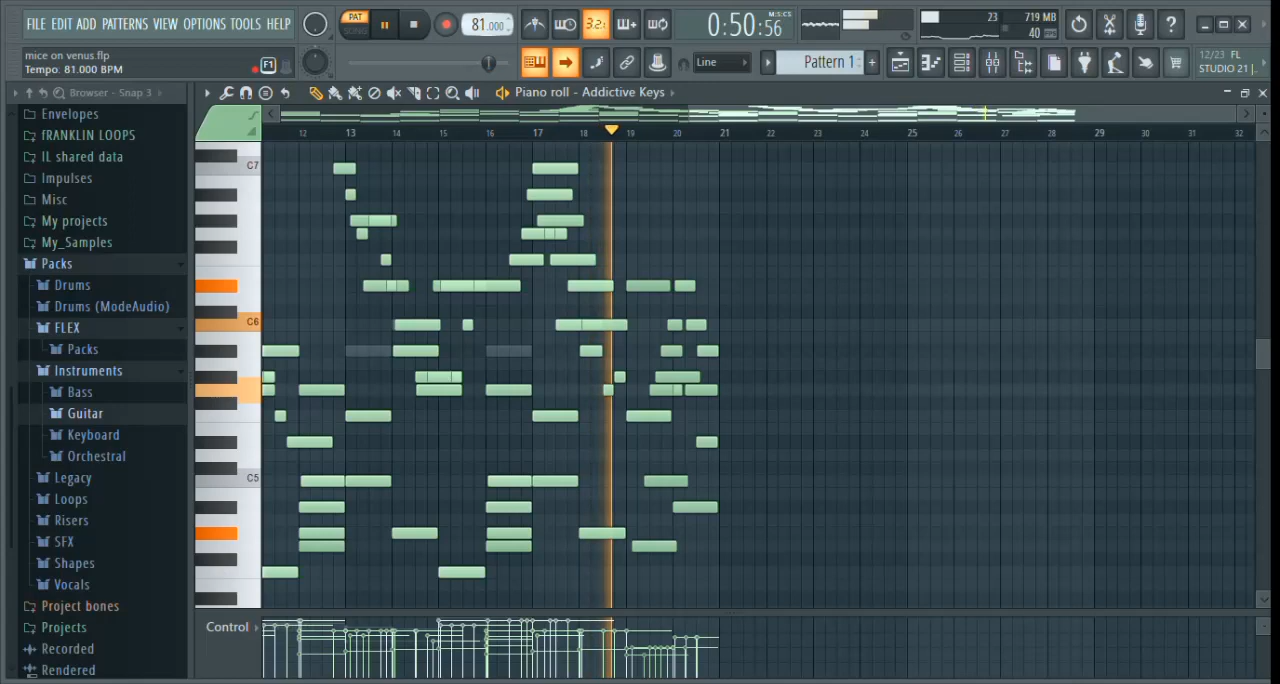 FILE EDIT ADD PATTERNS VIEW OPTIONS TOOLS HELP
PAT
SONG
81.000
3.2.
0:50:56
M:S:CS
23
719 MB
40
mice on venus.flp
Tempo: 81.000 BPM
F1
Line
Pattern 1
12/23 FL
STUDIO 21 |..
Browser - Snap 3
Piano roll - Addictive Keys
Envelopes
fRANKLIN LOOPS
IL shared data
Impulses
Misc
My projects
My_Samples
Packs
Drums
Drums (ModeAudio)
FLEX
Packs
Instruments
Bass
Guitar
Keyboard
Orchestral
Legacy
Loops
Risers
SFX
Shapes
Vocals
Project bones
Projects
Recorded
Rendered
12 13 14 15 16 17 18 19 20 21 22 23 24 25 26 27 28 29 30 31 32
C7
C6
C5
Control